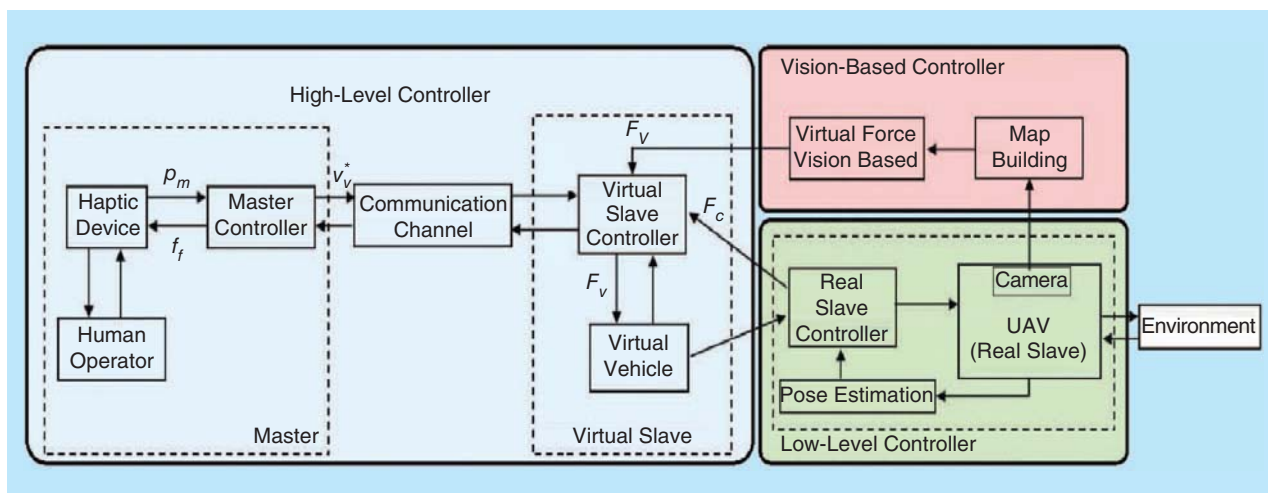 High-Level Controller
Haptic
Device
p_m
f_f
Master
Controller
v_v^*
Communication
Channel
F_V
Virtual
Slave
Controller
F_c
F_v
Human
Operator
Virtual
Vehicle
Master
Virtual Slave
Vision-Based Controller
Virtual Force
Vision Based
Map
Building
Real
Slave
Controller
Camera
UAV
(Real Slave)
Environment
Pose Estimation
Low-Level Controller